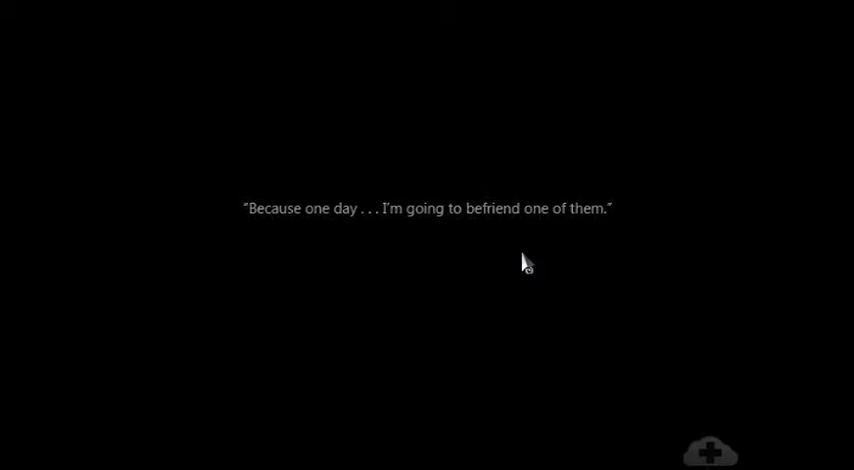 "Because one day . . . I'm going to befriend one of them."